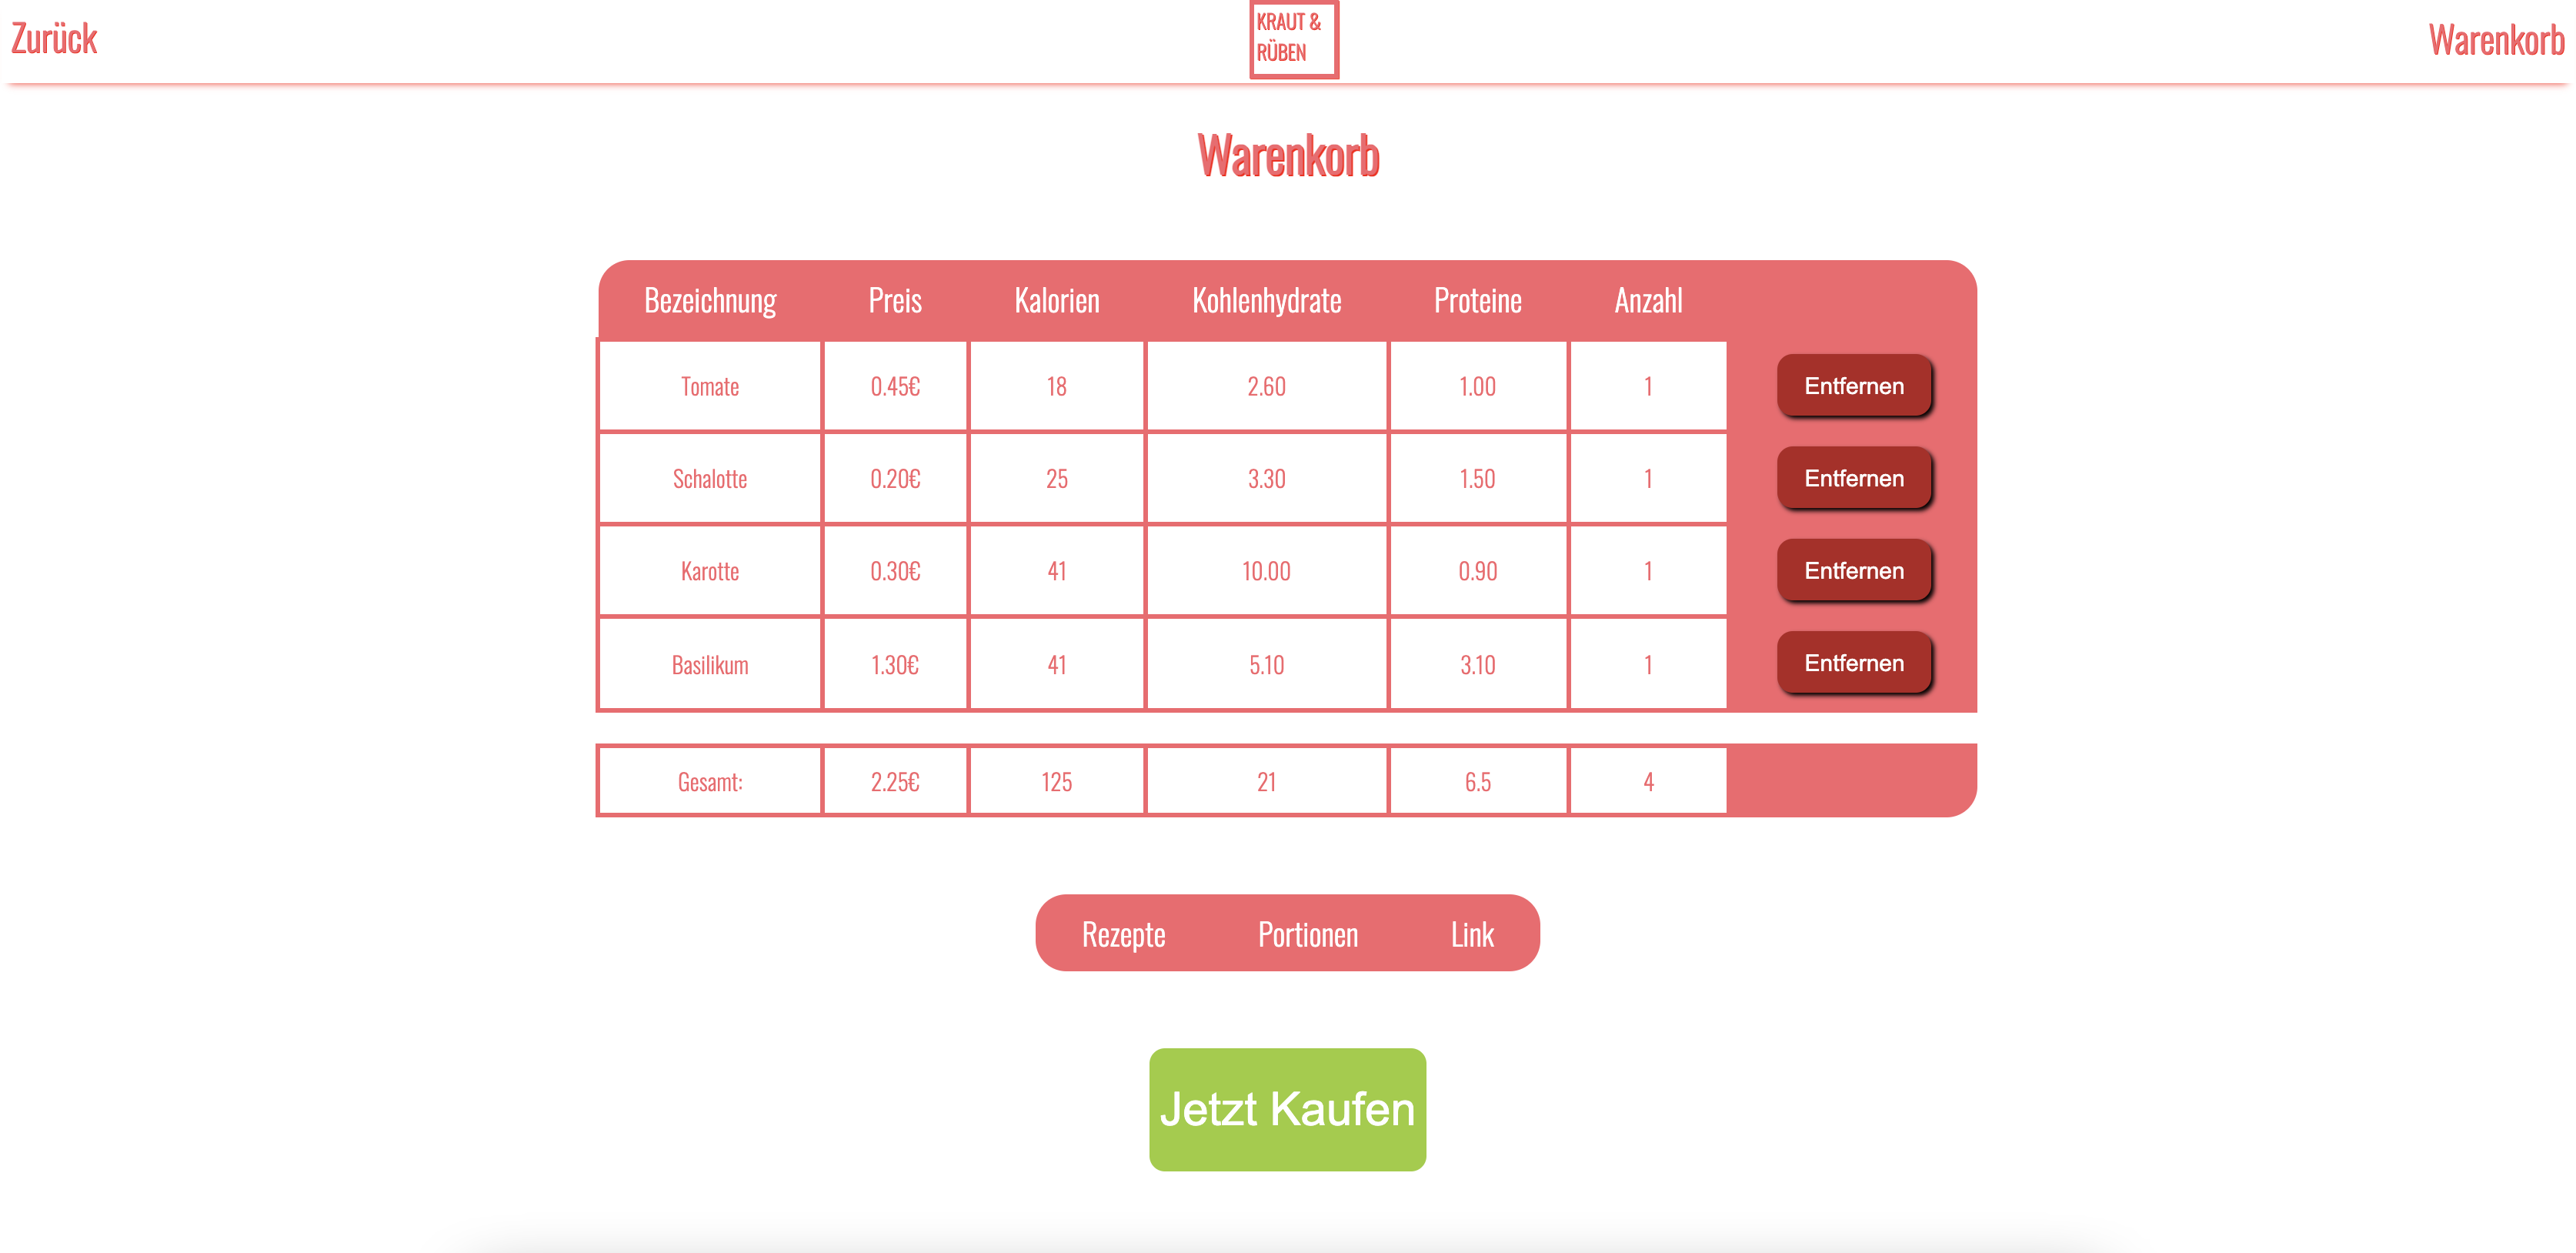 Zurück
KRAUT &
RÜBEN
Warenkorb
Warenkorb
Bezeichnung Preis Kalorien Kohlenhydrate Proteine Anzahl
Tomate 0.45€ 18 2.60 1.00 1 Entfernen
Schalotte 0.20€ 25 3.30 1.50 1 Entfernen
Karotte 0.30€ 41 10.00 0.90 1 Entfernen
Basilikum 1.30€ 41 5.10 3.10 1 Entfernen
Gesamt: 2.25€ 125 21 6.5 4
Rezepte Portionen Link
Jetzt Kaufen